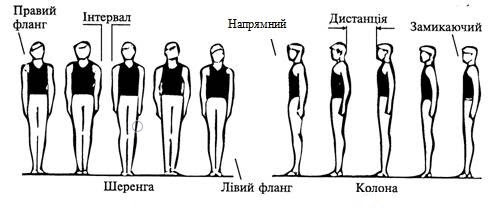 Правий
фланг
Інтервал
Напрямний
Дистанція
Замикаючий
Шеренга
Лівий фланг
Колона